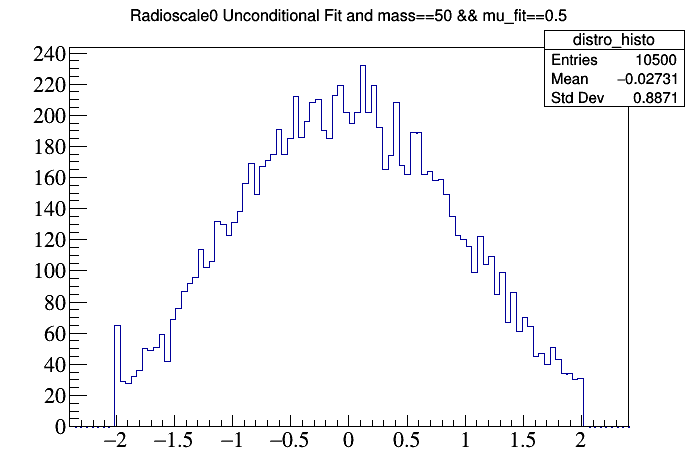 Radioscale0 Unconditional Fit and mass==50 && mu_fit==0.5
distro_histo
Entries 10500
Mean −0.02731
Std Dev 0.8871
240
220
200
180
160
140
120
100
80
60
40
20
0
−2 −1.5 −1 −0.5 0 0.5 1 1.5 2